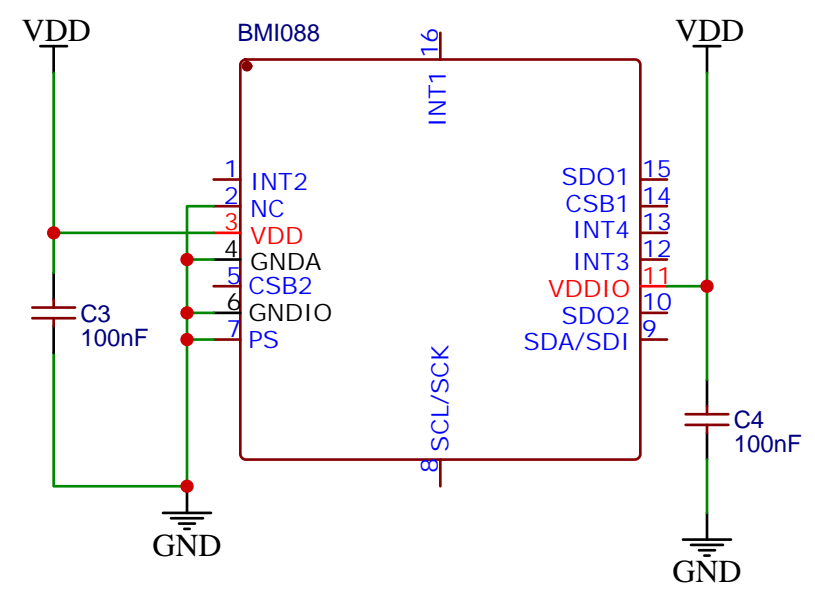 VDD
BMI088
VDD
16
INT1
1
INT2
2
NC
3
VDD
4
GNDA
5
CSB2
6
GNDIO
7
PS
SDO1
15
CSB1
14
INT4
13
INT3
12
VDDIO
11
SDO2
10
SDA/SDI
9
SCL/SCK
8
C3
100nF
C4
100nF
GND
GND